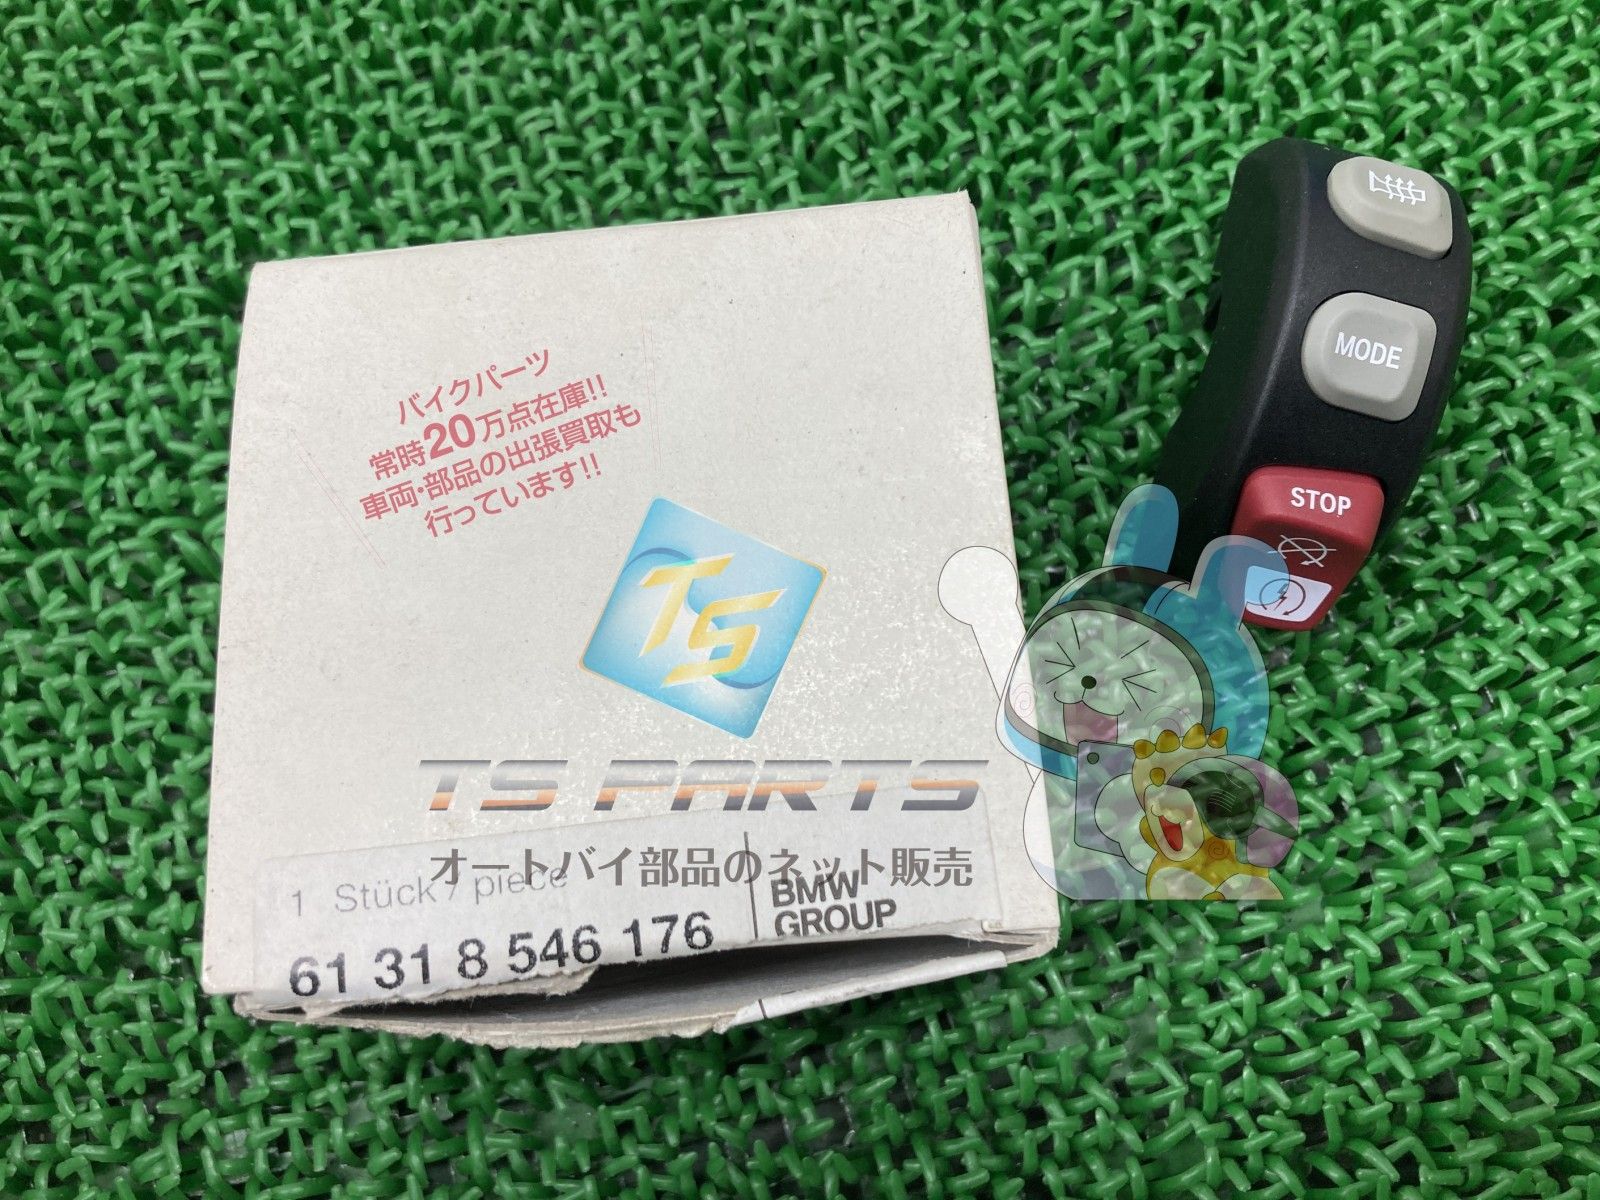 バイクパーツ
常時20万点在庫!!
車両・部品の出張買取も
行っています!!
TS
TS PARTS
オートバイ部品のネット販売
1 Stück / piece
61 31 8 546 176
BMW
GROUP
MODE
STOP